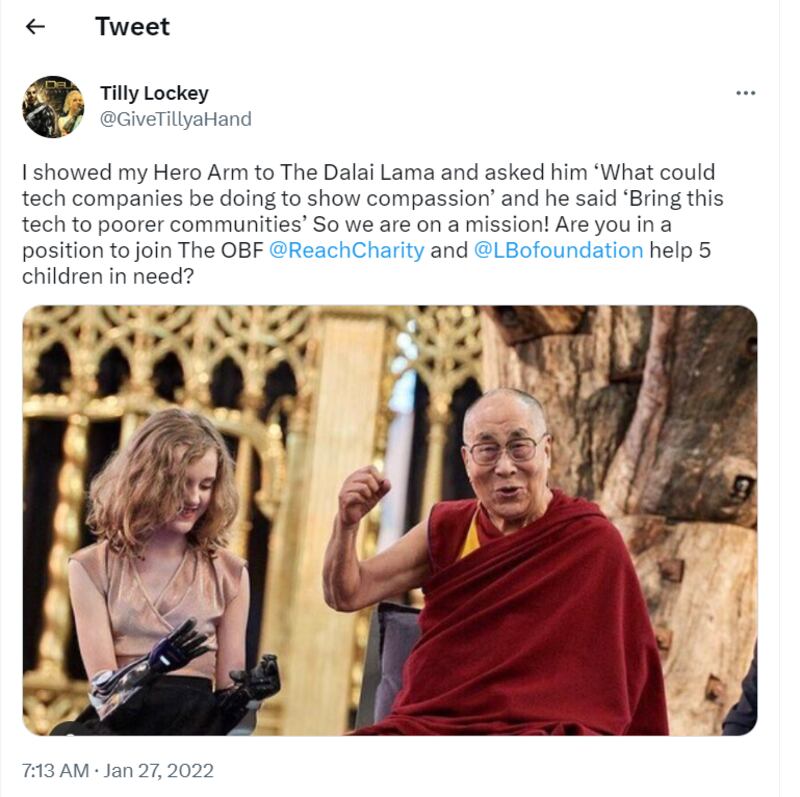 Tweet
Tilly Lockey
@GiveTillyaHand
I showed my Hero Arm to The Dalai Lama and asked him ‘What could
tech companies be doing to show compassion’ and he said ‘Bring this
tech to poorer communities’ So we are on a mission! Are you in a
position to join The OBF @ReachCharity and @LBofoundation help 5
children in need?
7:13 AM · Jan 27, 2022